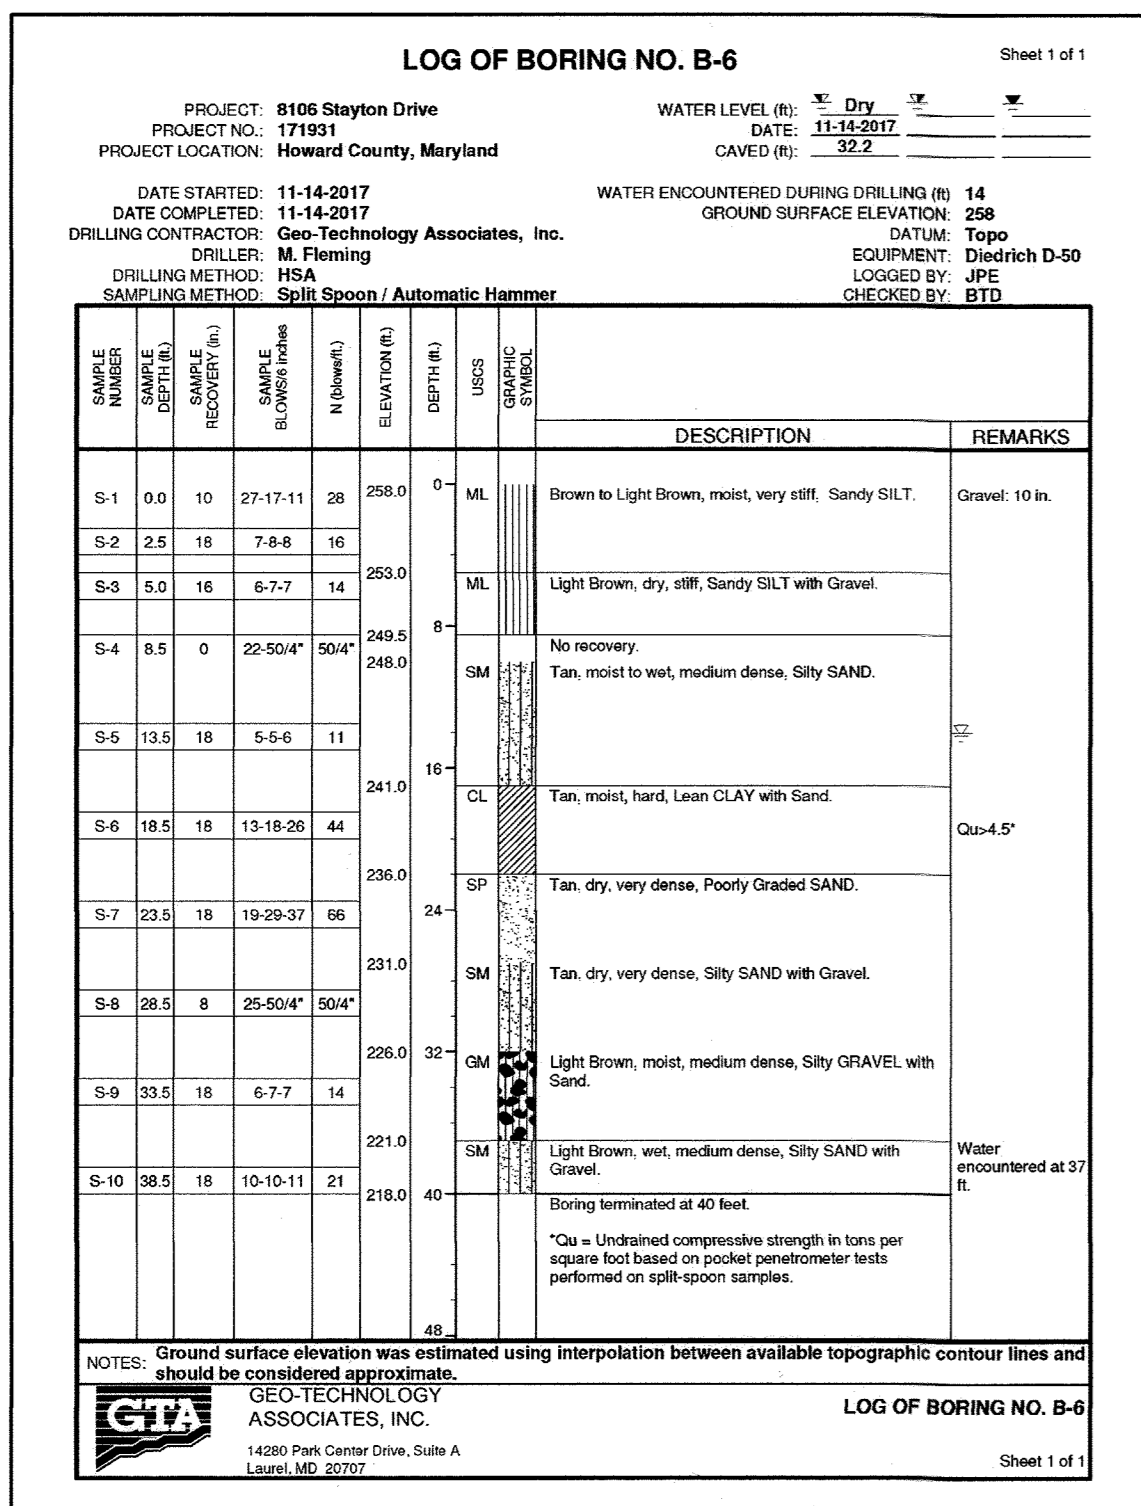 LOG OF BORING NO. B-6
Sheet 1 of 1
PROJECT: 8106 Stayton Drive
PROJECT NO.: 171931
PROJECT LOCATION: Howard County, Maryland
WATER LEVEL (ft): Dry
DATE: 11-14-2017
CAVED (ft): 32.2
DATE STARTED: 11-14-2017
DATE COMPLETED: 11-14-2017
DRILLING CONTRACTOR: Geo-Technology Associates, Inc.
DRILLER: M. Fleming
DRILLING METHOD: HSA
SAMPLING METHOD: Split Spoon / Automatic Hammer
WATER ENCOUNTERED DURING DRILLING (ft) 14
GROUND SURFACE ELEVATION: 258
DATUM: Topo
EQUIPMENT: Diedrich D-50
LOGGED BY: JPE
CHECKED BY: BTD
SAMPLE NUMBER
SAMPLE DEPTH (ft.)
SAMPLE RECOVERY (in.)
SAMPLE BLOWS/6 inches
N (blows/ft.)
ELEVATION (ft.)
DEPTH (ft.)
USCS
GRAPHIC SYMBOL
DESCRIPTION
REMARKS
S-1 0.0 10 27-17-11 28 258.0 0 ML Brown to Light Brown, moist, very stiff, Sandy SILT. Gravel: 10 in.
S-2 2.5 18 7-8-8 16
253.0
S-3 5.0 16 6-7-7 14 ML Light Brown, dry, stiff, Sandy SILT with Gravel.
8
249.5
S-4 8.5 0 22-50/4" 50/4" No recovery.
248.0 SM Tan, moist to wet, medium dense, Silty SAND.
S-5 13.5 18 5-5-6 11
16
241.0 CL Tan, moist, hard, Lean CLAY with Sand.
S-6 18.5 18 13-18-26 44 Qu>4.5*
236.0 SP Tan, dry, very dense, Poorly Graded SAND.
S-7 23.5 18 19-29-37 66 24
231.0 SM Tan, dry, very dense, Silty SAND with Gravel.
S-8 28.5 8 25-50/4" 50/4"
226.0 32 GM Light Brown, moist, medium dense, Silty GRAVEL with
Sand.
S-9 33.5 18 6-7-7 14
221.0 SM Light Brown, wet, medium dense, Silty SAND with
Gravel.
Water
encountered at 37
ft.
S-10 38.5 18 10-10-11 21
218.0 40 Boring terminated at 40 feet.
*Qu = Undrained compressive strength in tons per
square foot based on pocket penetrometer tests
performed on split-spoon samples.
48
NOTES: Ground surface elevation was estimated using interpolation between available topographic contour lines and
should be considered approximate.
GTA
GEO-TECHNOLOGY
ASSOCIATES, INC.
14280 Park Center Drive, Suite A
Laurel, MD 20707
LOG OF BORING NO. B-6
Sheet 1 of 1